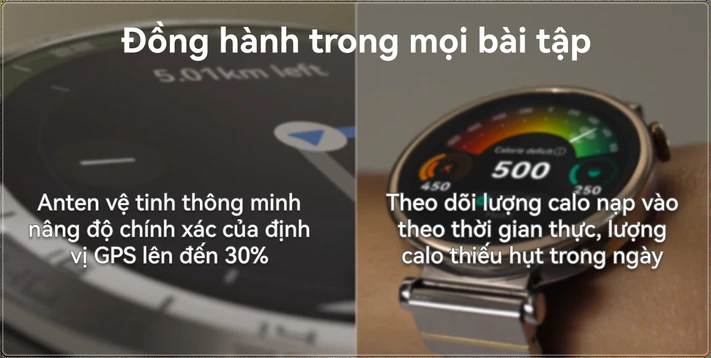 Đồng hành trong mọi bài tập
5.01km left
Anten vệ tinh thông minh
nâng độ chính xác của định
vị GPS lên đến 30%
Calorie deficit
500
450
250
Theo dõi lượng calo nạp vào
theo thời gian thực, lượng
calo thiếu hụt trong ngày